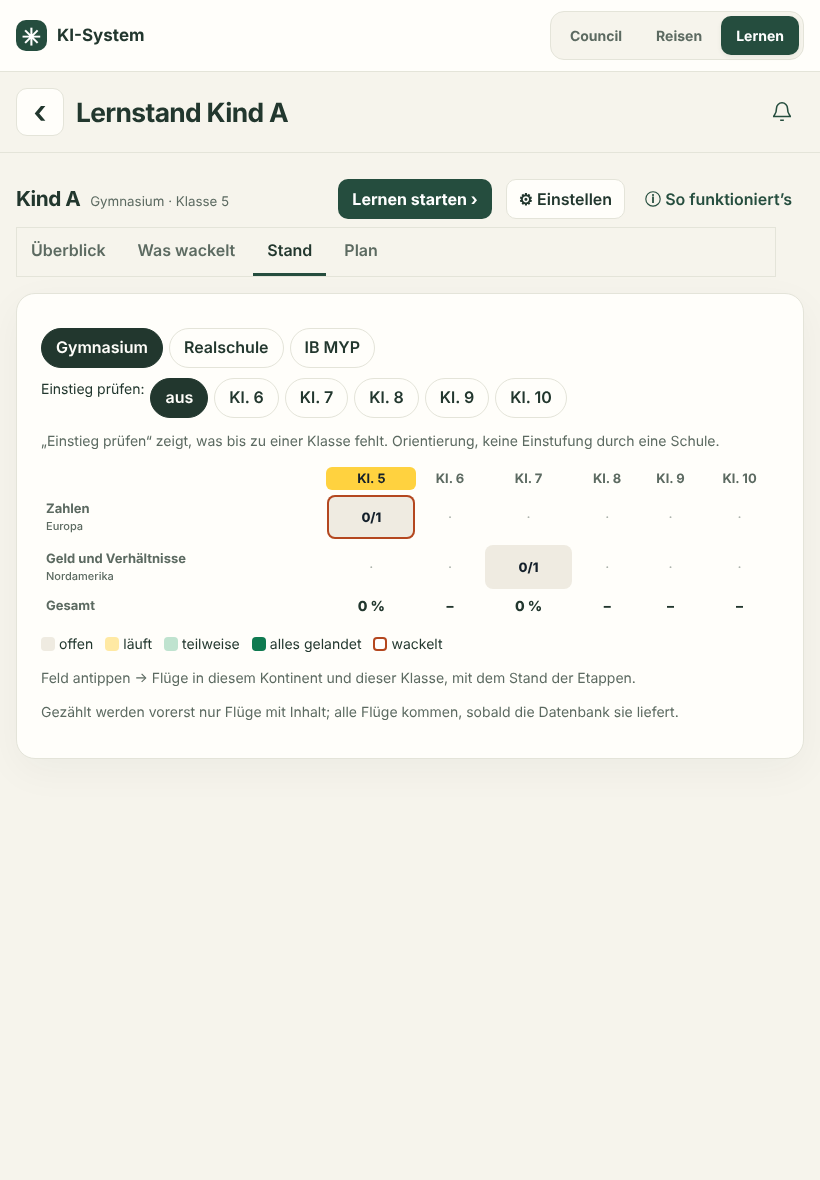 KI-System
Council Reisen Lernen
‹ Lernstand Kind A
Kind A Gymnasium · Klasse 5 Lernen starten › ⚙ Einstellen ⓘ So funktioniert’s
Überblick Was wackelt Stand Plan
Gymnasium Realschule IB MYP
Einstieg prüfen: aus Kl. 6 Kl. 7 Kl. 8 Kl. 9 Kl. 10
„Einstieg prüfen“ zeigt, was bis zu einer Klasse fehlt. Orientierung, keine Einstufung durch eine Schule.
Kl. 5 Kl. 6 Kl. 7 Kl. 8 Kl. 9 Kl. 10
Zahlen
Europa
0/1 · · · · ·
Geld und Verhältnisse
Nordamerika
· · 0/1 · · ·
Gesamt 0 % – 0 % – – –
offen läuft teilweise alles gelandet wackelt
Feld antippen → Flüge in diesem Kontinent und dieser Klasse, mit dem Stand der Etappen.
Gezählt werden vorerst nur Flüge mit Inhalt; alle Flüge kommen, sobald die Datenbank sie liefert.